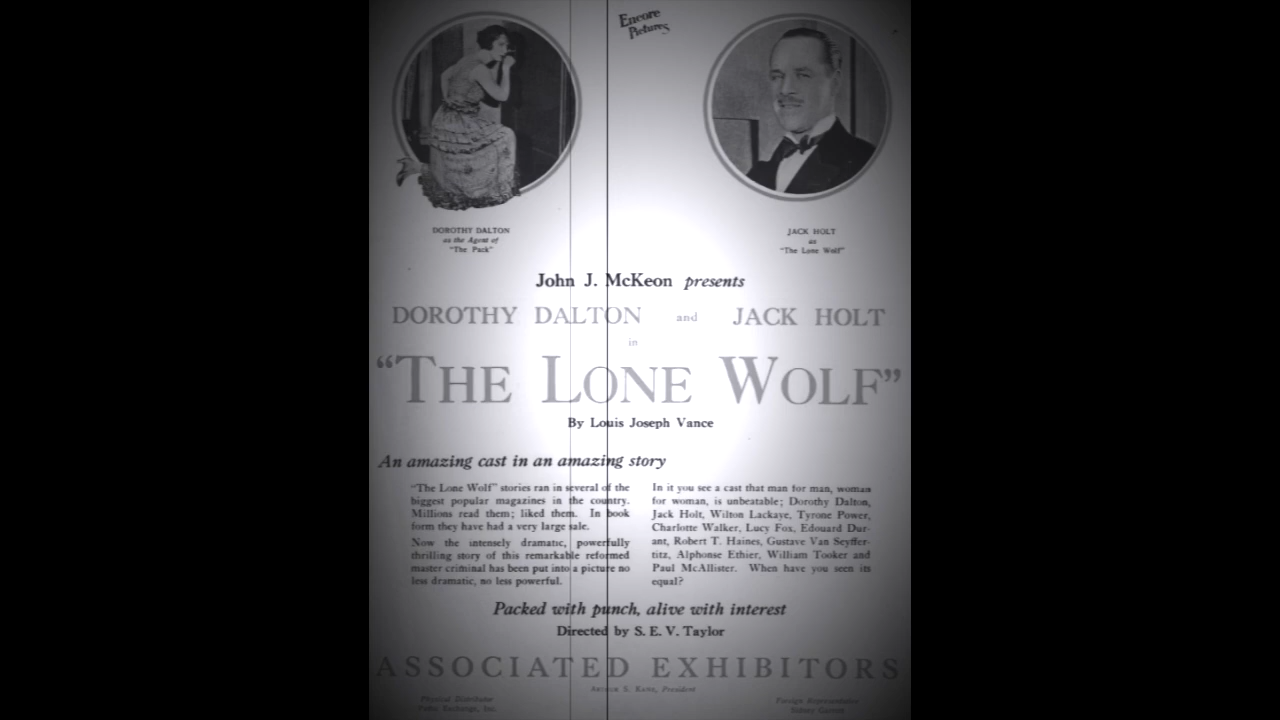 Encore
Pictures
DOROTHY DALTON
as the Agent of
"The Pack"
JACK HOLT
as
"The Lone Wolf"
John J. McKeon presents
DOROTHY DALTON and JACK HOLT
in
“THE LONE WOLF”
By Louis Joseph Vance
An amazing cast in an amazing story
"The Lone Wolf" stories ran in several of the
biggest popular magazines in the country.
Millions read them; liked them. In book
form they have had a very large sale.
Now the intensely dramatic, powerfully
thrilling story of this remarkable reformed
master criminal has been put into a picture no
less dramatic, no less powerful.
In it you see a cast that man for man, woman
for woman, is unbeatable; Dorothy Dalton,
Jack Holt, Wilton Lackaye, Tyrone Power,
Charlotte Walker, Lucy Fox, Edouard Dur-
ant, Robert T. Haines, Gustave Van Seyffer-
titz, Alphonse Ethier, William Tooker and
Paul McAllister. When have you seen its
equal?
Packed with punch, alive with interest
Directed by S. E. V. Taylor
ASSOCIATED EXHIBITORS
Arthur S. Kane, President
Physical Distributor
Pathe Exchange, Inc.
Foreign Representative
Sidney Garrett